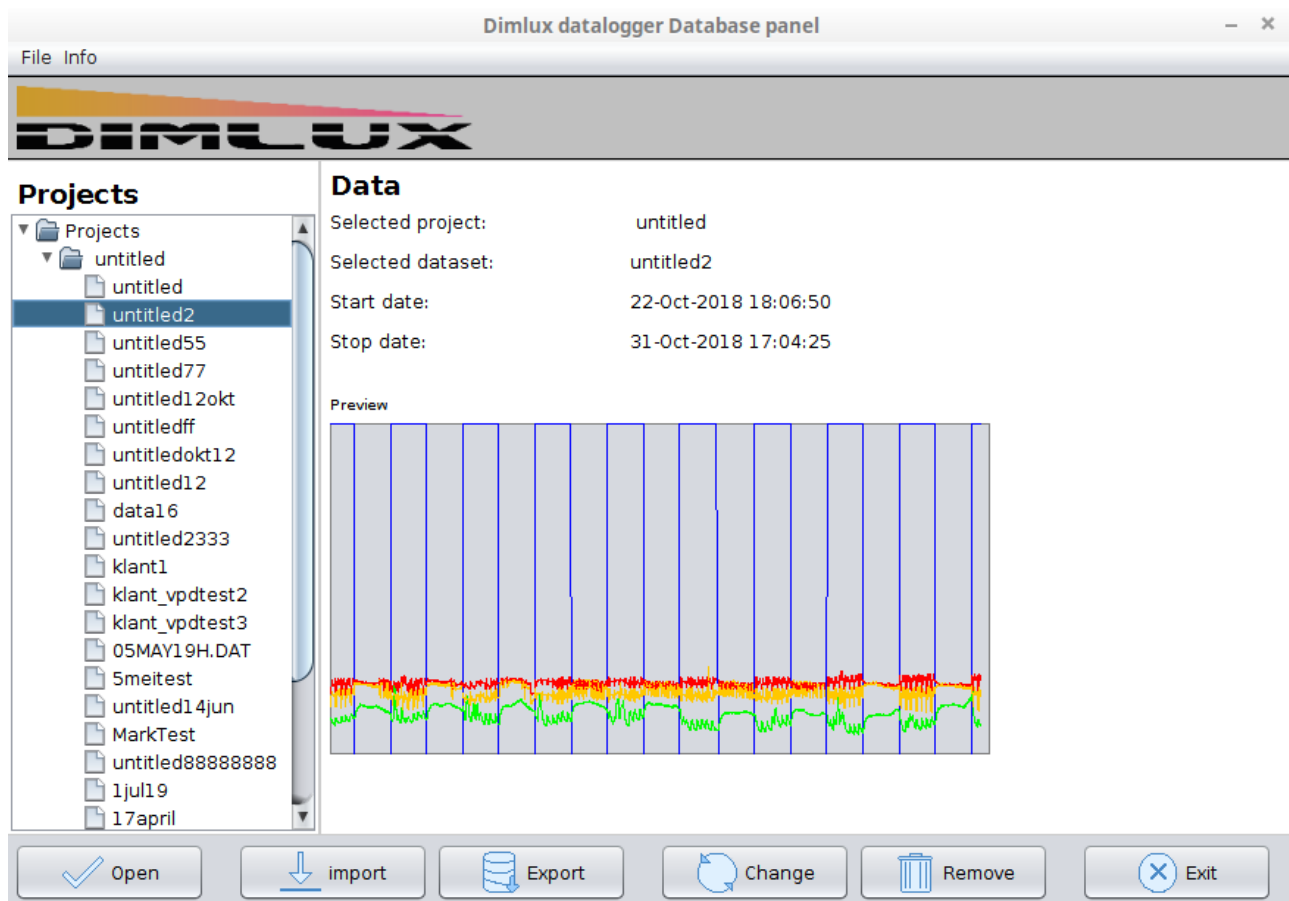 Dimlux datalogger Database panel
File Info
DIMLUX
Projects
Projects
untitled
untitled
untitled2
untitled55
untitled77
untitled12okt
untitledff
untitledokt12
untitled12
data16
untitled2333
klant1
klant_vpdtest2
klant_vpdtest3
05MAY19H.DAT
5meitest
untitled14jun
MarkTest
untitled88888888
1jul19
17april
Data
Selected project: untitled
Selected dataset: untitled2
Start date: 22-Oct-2018 18:06:50
Stop date: 31-Oct-2018 17:04:25
Preview
Open import Export Change Remove Exit